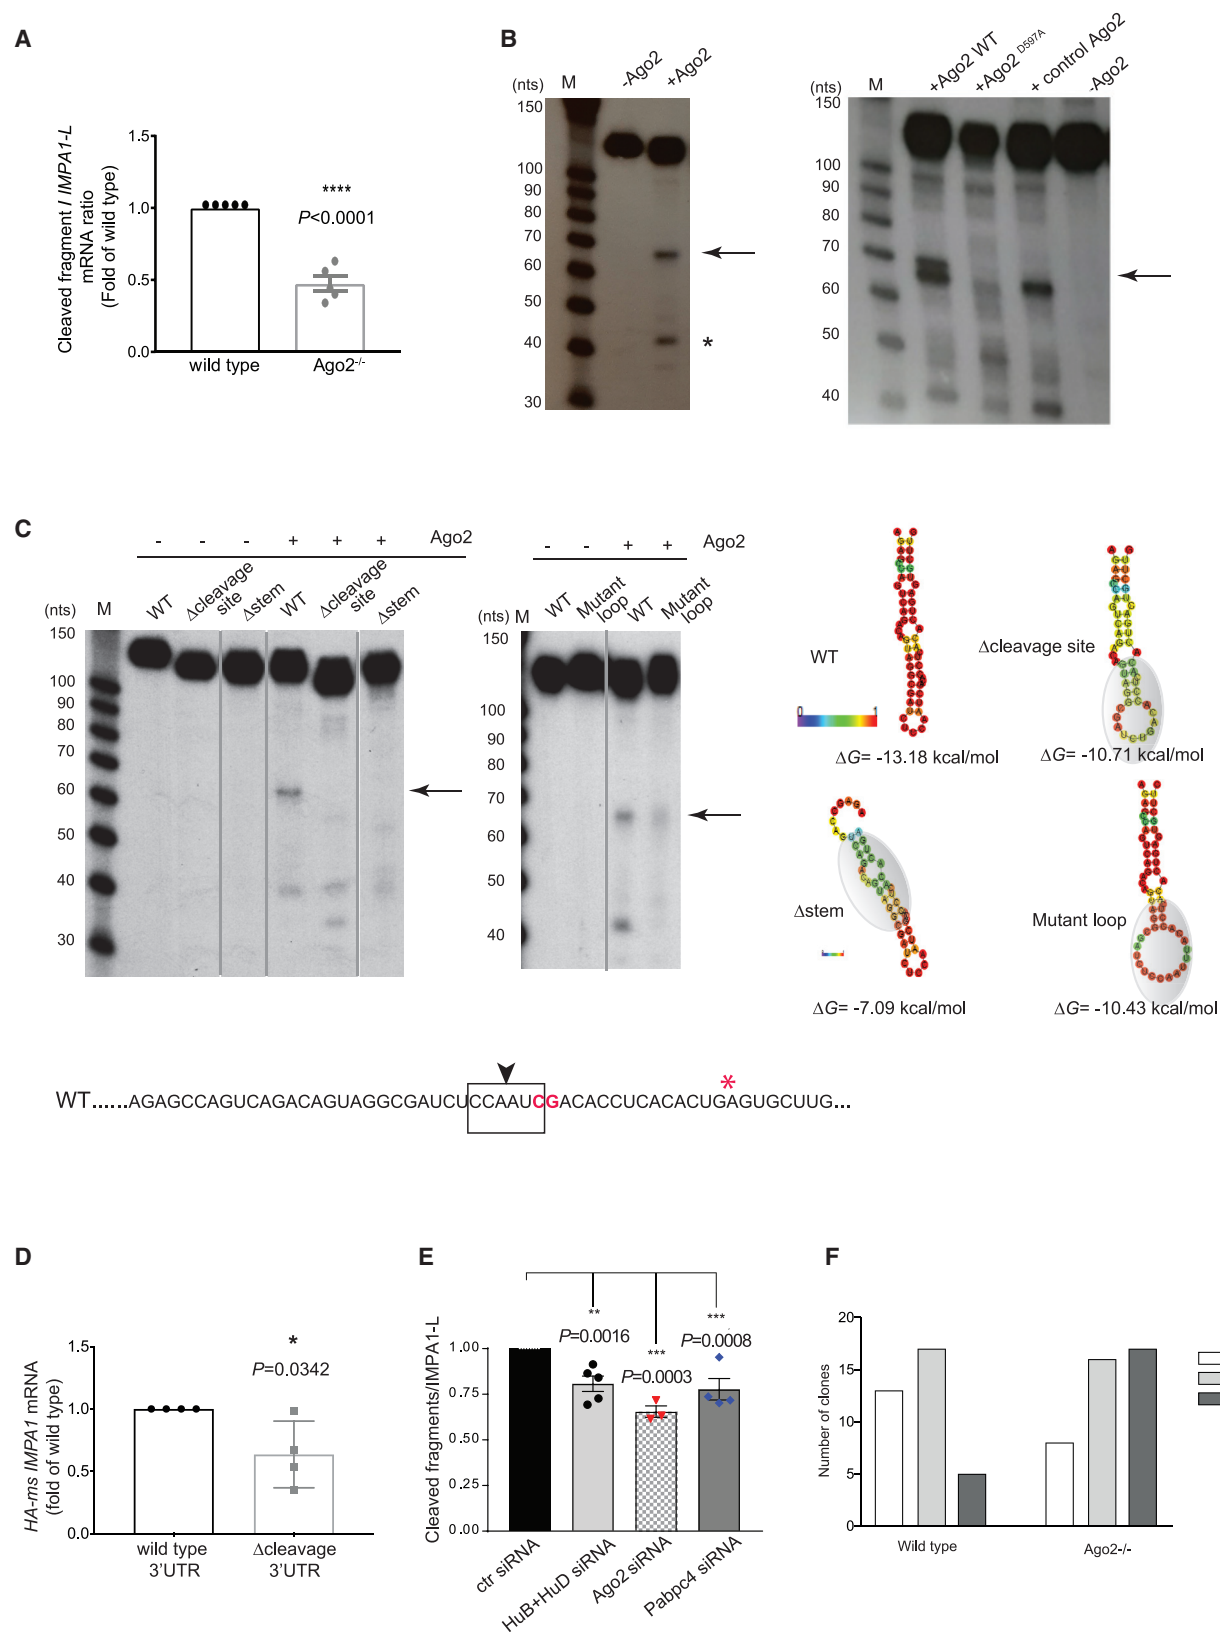 A
Cleaved fragment / IMPA1-L
mRNA ratio
(Fold of wild type)
1.5
1.0
0.5
0.0
****
P<0.0001
wild type
Ago2-/-
B
(nts)
M
-Ago2
+Ago2
150
100
90
80
70
60
50
40
30
*
(nts)
M
+Ago2 WT
+Ago2 D597A
+ control Ago2
-Ago2
150
100
90
80
70
60
50
40
C
- - - + + + Ago2
(nts)
M
WT
Δcleavage site
Δstem
WT
Δcleavage site
Δstem
150
100
90
80
70
60
50
40
30
- - + + Ago2
(nts) M
WT
Mutant loop
WT
Mutant loop
150
100
90
80
70
60
50
40
WT
0 1
ΔG= -13.18 kcal/mol
Δcleavage site
ΔG= -10.71 kcal/mol
Δstem
ΔG= -7.09 kcal/mol
Mutant loop
ΔG= -10.43 kcal/mol
*
WT......AGAGCCAGUCAGACAGUAGGCGAUCUCCAAUCGACACCUCACACUGAGUGCUUG...
D
HA-ms IMPA1 mRNA
(fold of wild type)
1.5
1.0
0.5
0.0
*
P=0.0342
wild type
3'UTR
Δcleavage
3'UTR
E
Cleaved fragments/IMPA1-L
1.00
0.75
0.50
0.25
0.00
**
P=0.0016
***
P=0.0003
***
P=0.0008
ctr siRNA
HuB+HuD siRNA
Ago2 siRNA
Pabpc4 siRNA
F
Number of clones
20
15
10
5
0
Wild type
Ago2-/-